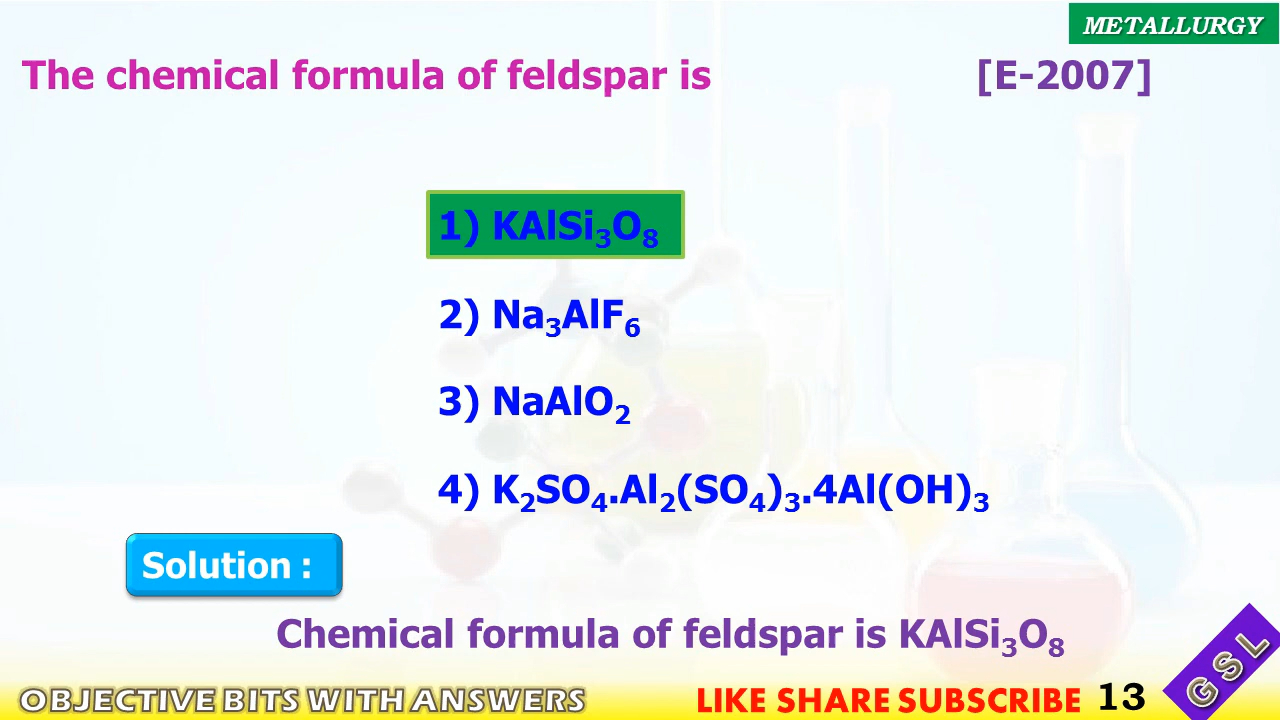 METALLURGY
The chemical formula of feldspar is [E-2007]
1) KAlSi₃O₈
2) Na₃AlF₆
3) NaAlO₂
4) K₂SO₄.Al₂(SO₄)₃.4Al(OH)₃
Solution :
Chemical formula of feldspar is KAlSi₃O₈
GSL
OBJECTIVE BITS WITH ANSWERS LIKE SHARE SUBSCRIBE 13